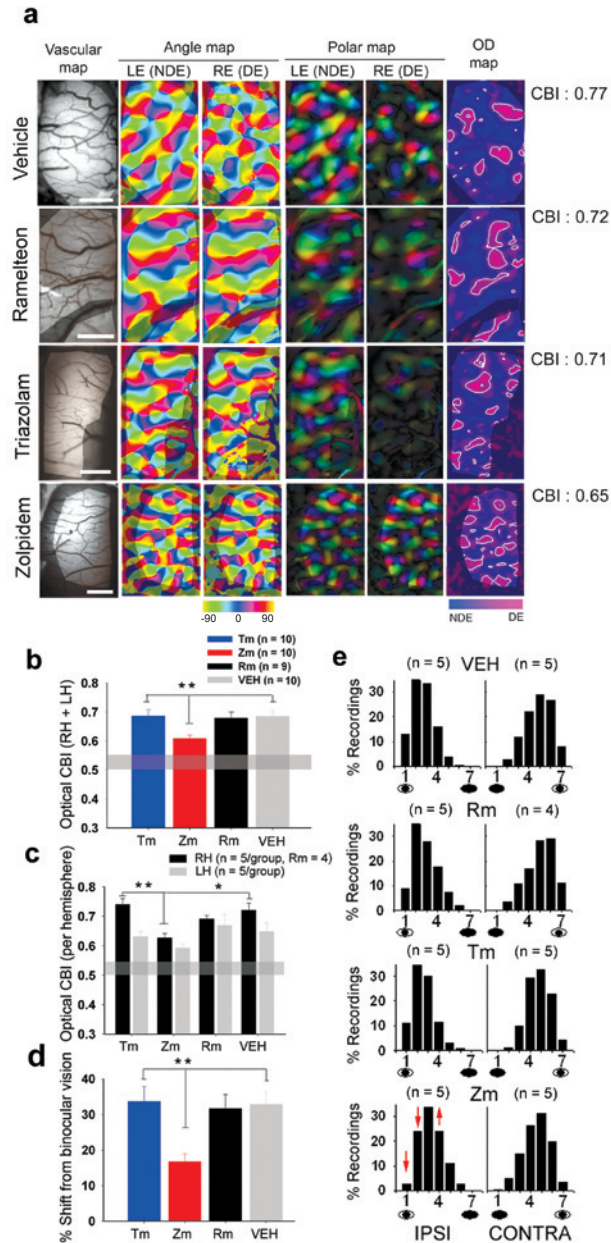 a
Vascular map
Angle map
Polar map
OD map
LE (NDE) RE (DE) LE (NDE) RE (DE)
Vehicle
CBI : 0.77
Ramelteon
CBI : 0.72
Triazolam
CBI : 0.71
Zolpidem
CBI : 0.65
-90 0 90
NDE DE
b
Tm (n = 10)
Zm (n = 10)
Rm (n = 9)
VEH (n = 10)
**
Optical CBI (RH + LH)
0.8
0.7
0.6
0.5
0.4
0.3
Tm Zm Rm VEH
c
RH (n = 5/group, Rm = 4)
LH (n = 5/group)
** *
Optical CBI (per hemisphere)
0.8
0.7
0.6
0.5
0.4
0.3
Tm Zm Rm VEH
d
**
% Shift from binocular vision
40
30
20
10
0
Tm Zm Rm VEH
e
(n = 5) VEH (n = 5)
% Recordings
30
20
10
0
1 4 7 1 4 7
(n = 5) Rm (n = 4)
% Recordings
30
20
10
0
1 4 7 1 4 7
(n = 5) Tm (n = 5)
% Recordings
30
20
10
0
1 4 7 1 4 7
(n = 5) Zm (n = 5)
% Recordings
30
20
10
0
1 4 7 1 4 7
IPSI CONTRA